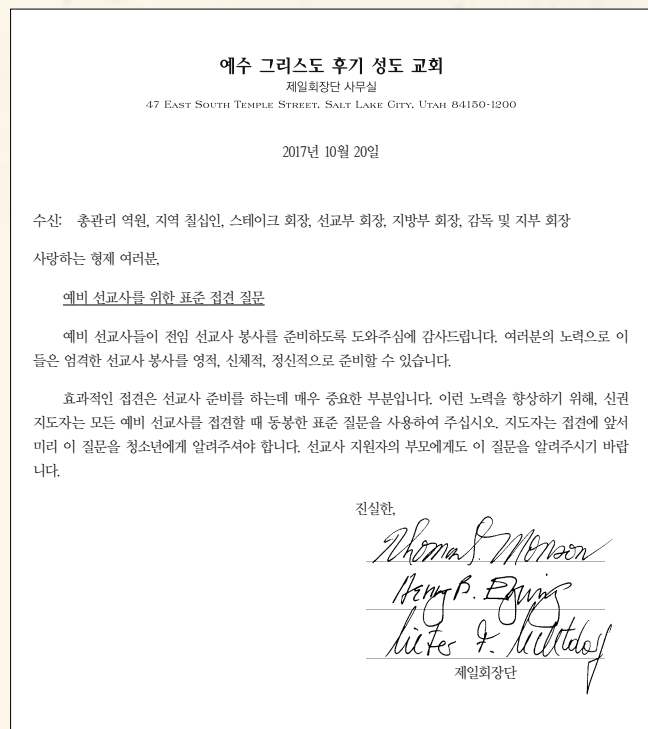 예수 그리스도 후기 성도 교회
제일회장단 사무실
47 East South Temple Street, Salt Lake City, Utah 84150-1200
2017년 10월 20일
수신: 총관리 역원, 지역 칠십인, 스테이크 회장, 선교부 회장, 지방부 회장, 감독 및 지부 회장
사랑하는 형제 여러분,
예비 선교사를 위한 표준 접견 질문
예비 선교사들이 전임 선교사 봉사를 준비하도록 도와주심에 감사드립니다. 여러분의 노력으로 이
들은 엄격한 선교사 봉사를 영적, 신체적, 정신적으로 준비할 수 있습니다.
효과적인 접견은 선교사 준비를 하는데 매우 중요한 부분입니다. 이런 노력을 향상하기 위해, 신권
지도자는 모든 예비 선교사를 접견할 때 동봉한 표준 질문을 사용하여 주십시오. 지도자는 접견에 앞서
미리 이 질문을 청소년에게 알려주셔야 합니다. 선교사 지원자의 부모에게도 이 질문을 알려주시기 바랍
니다.
진실한,
Thomas S. Monson
Henry B. Eyring
Dieter F. Uchtdorf
제일회장단